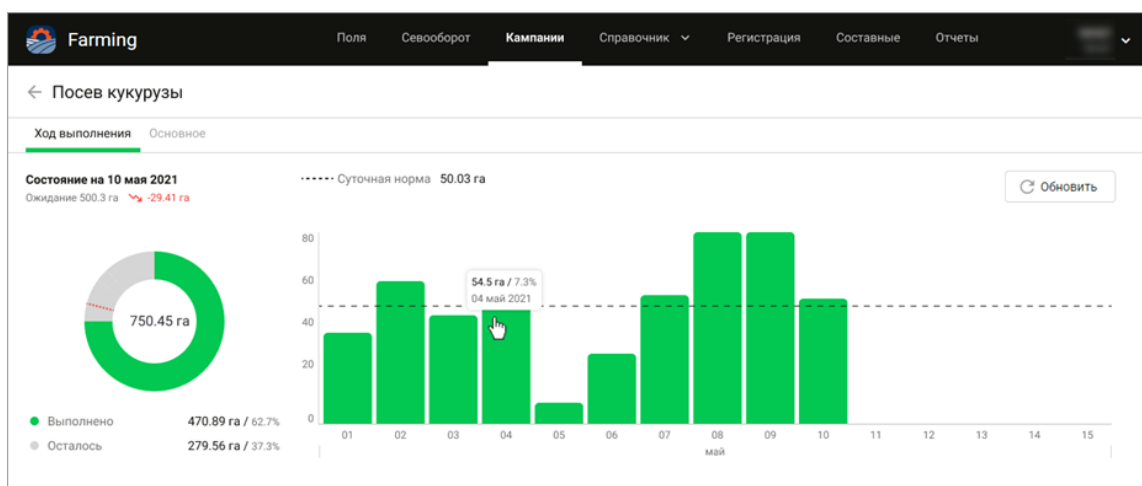 Farming
Поля Севооборот Кампании Справочник Регистрация Составные Отчеты
← Посев кукурузы
Ход выполнения Основное
Состояние на 10 мая 2021
Ожидание 500.3 га -29.41 га
Суточная норма 50.03 га
Обновить
750.45 га
Выполнено 470.89 га / 62.7%
Осталось 279.56 га / 37.3%
80
60
40
20
0
54.5 га / 7.3%
04 май 2021
01 02 03 04 05 06 07 08 09 10 11 12 13 14 15
май